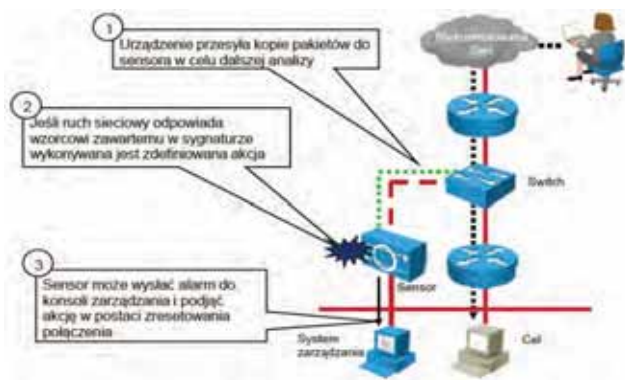 1
Urządzenie przesyła kopie pakietów do
sensora w celu dalszej analizy
2
Jeśli ruch sieciowy odpowiada
wzorcowi zawartemu w sygnaturze
wykonywana jest zdefiniowana akcja
3
Sensor może wysłać alarm do
konsoli zarządzania i podjąć
akcję w postaci zresetowania
połączenia
Switch
Sensor
System
zarządzania
Cel